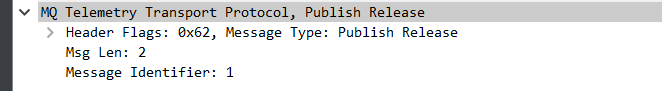 MQ Telemetry Transport Protocol, Publish Release
Header Flags: 0x62, Message Type: Publish Release
Msg Len: 2
Message Identifier: 1